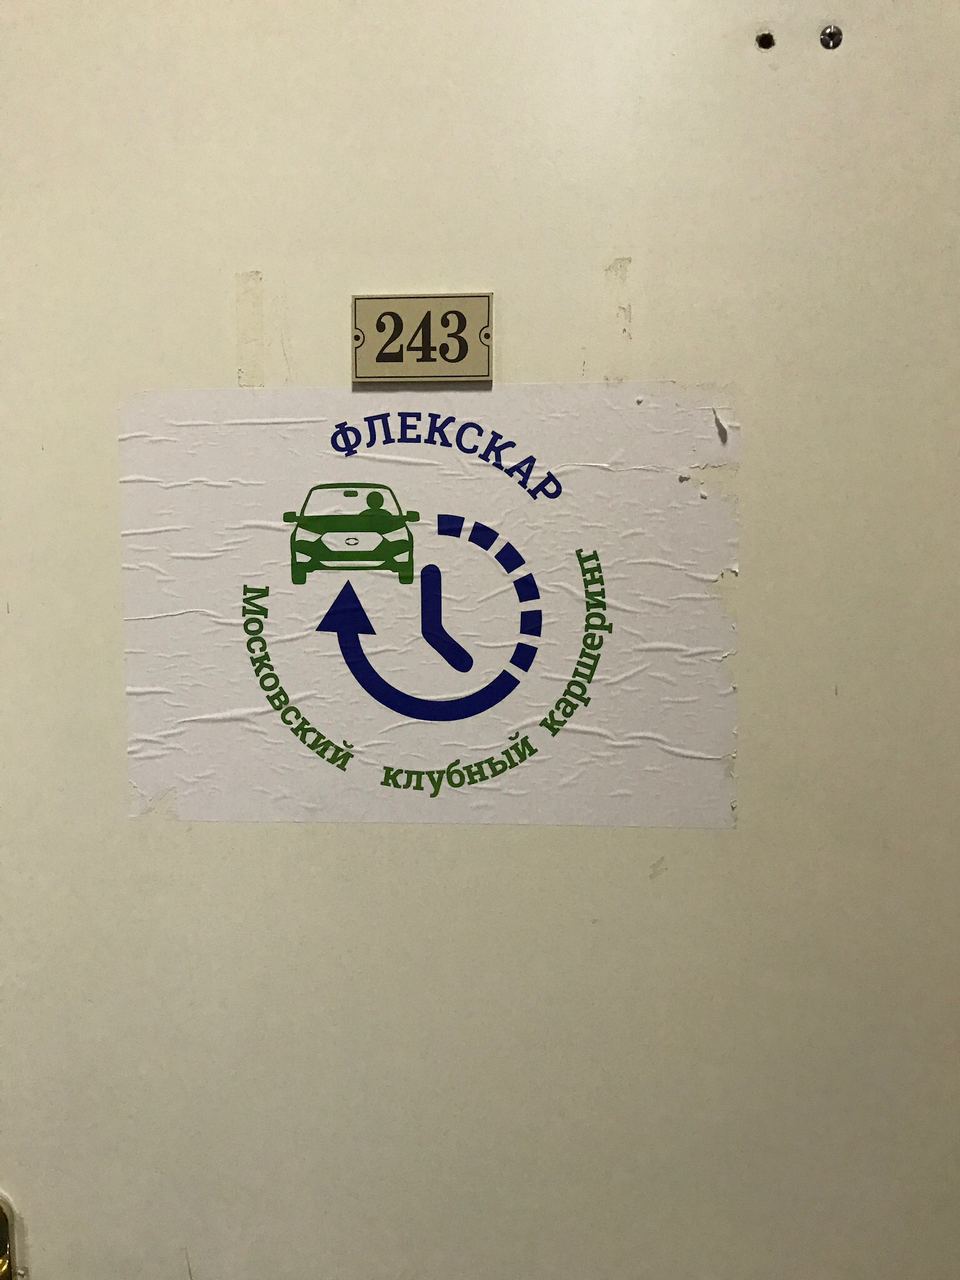 243
ФЛЕКСКАР
Московский клубный каршеринг